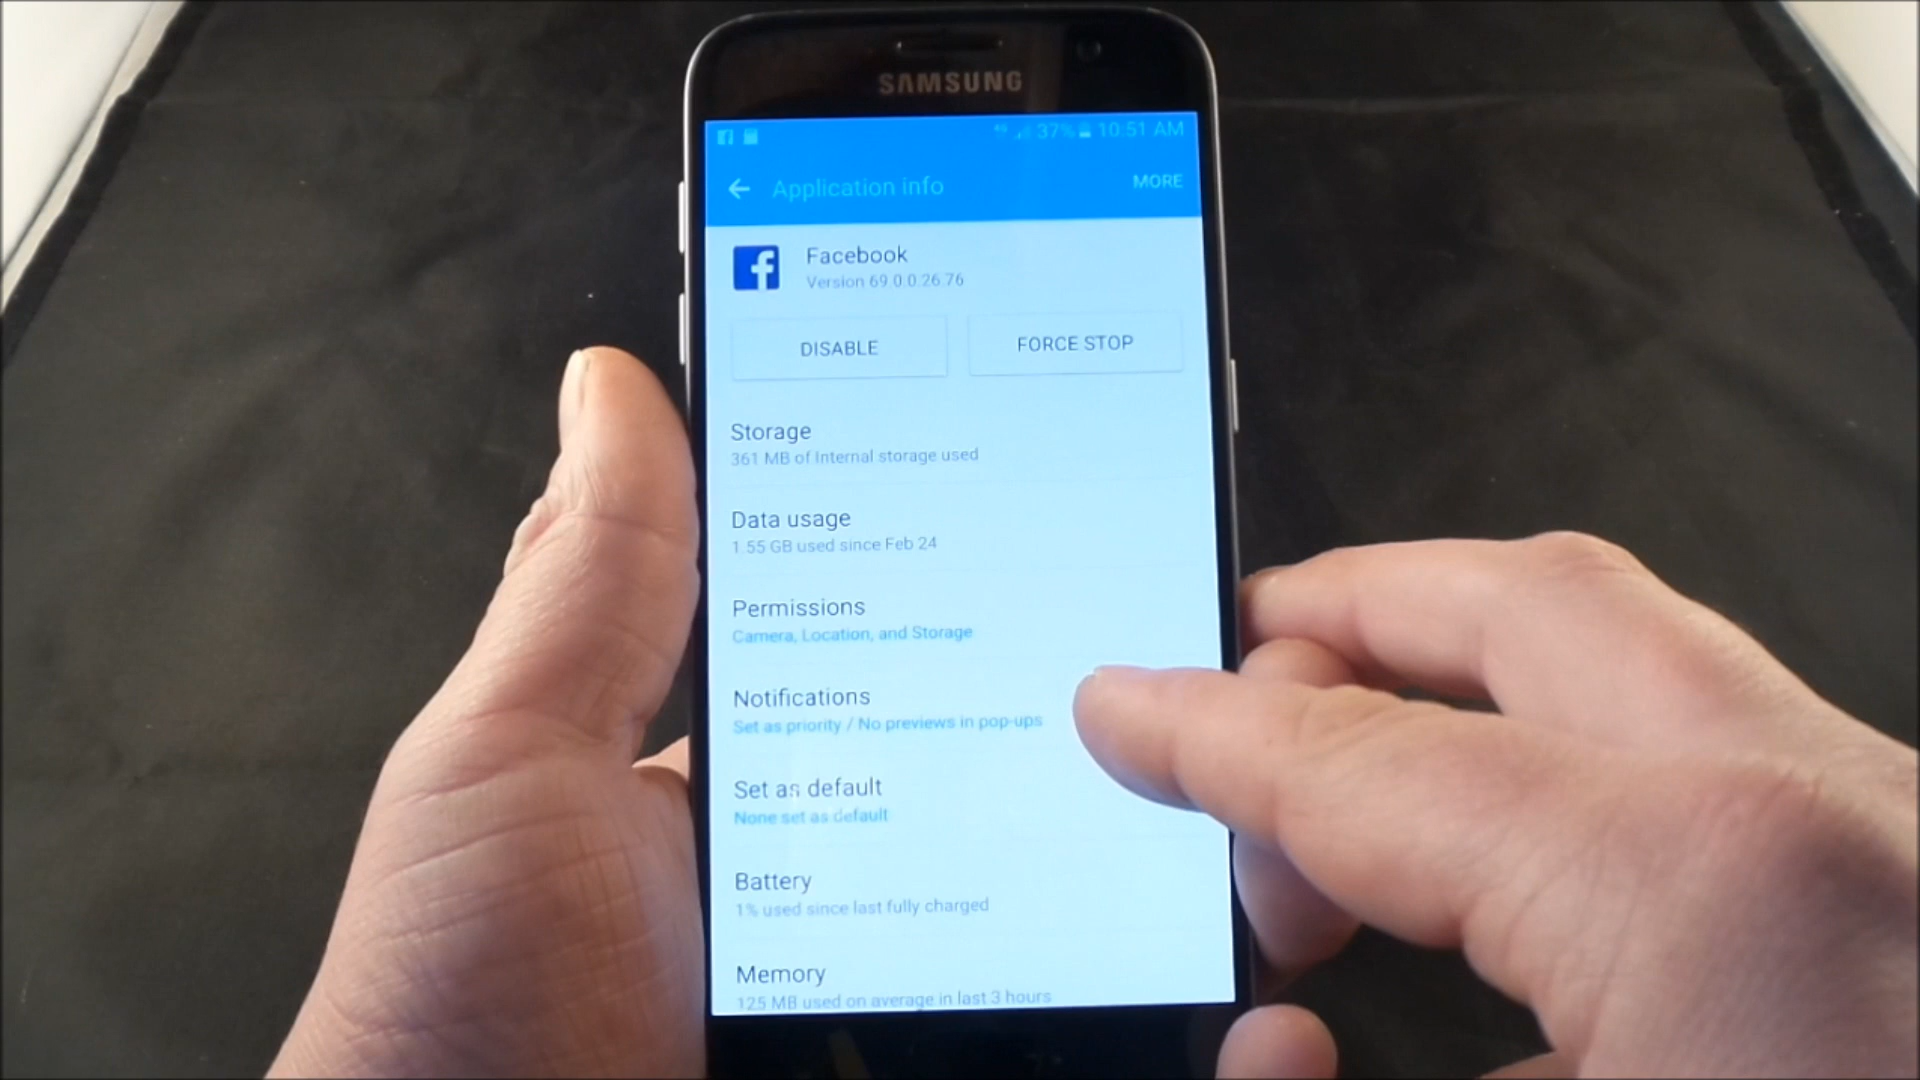 SAMSUNG
37% 10:51 AM
Application info
MORE
Facebook
Version 69.0.0.26.76
DISABLE
FORCE STOP
Storage
361 MB of Internal storage used
Data usage
1.55 GB used since Feb 24
Permissions
Camera, Location, and Storage
Notifications
Set as priority / No previews in pop-ups
Set as default
None set as default
Battery
1% used since last fully charged
Memory
125 MB used on average in last 3 hours